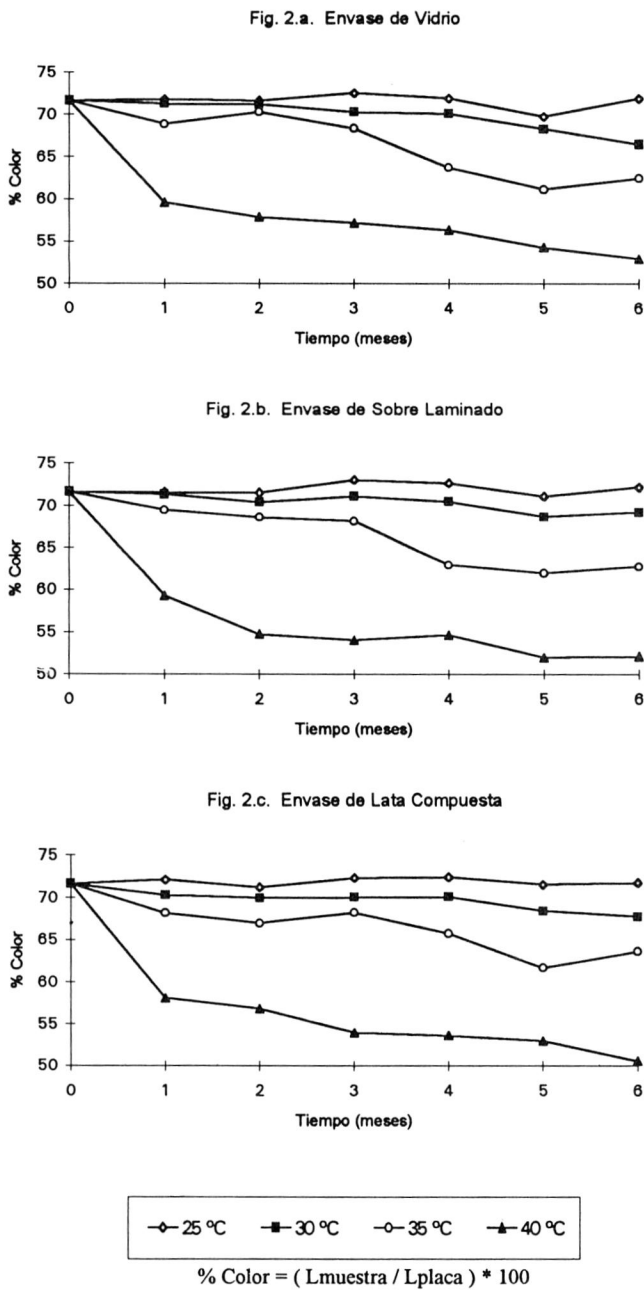 Fig. 2.a. Envase de Vidrio
75
70
65
60
55
50
% Color
0 1 2 3 4 5 6
Tiempo (meses)
Fig. 2.b. Envase de Sobre Laminado
75
70
65
60
55
50
% Color
0 1 2 3 4 5 6
Tiempo (meses)
Fig. 2.c. Envase de Lata Compuesta
75
70
65
60
55
50
% Color
0 1 2 3 4 5 6
Tiempo (meses)
25 ºC 30 ºC 35 ºC 40 ºC
% Color = ( Lmuestra / Lplaca ) * 100